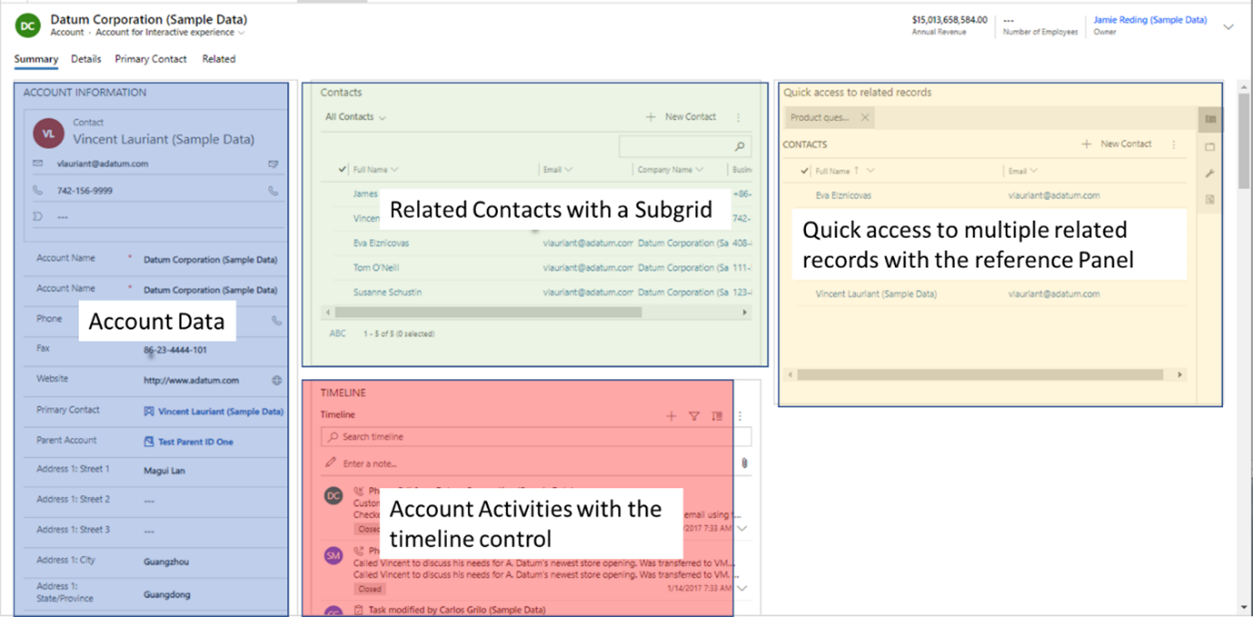 DC
Datum Corporation (Sample Data)
Account · Account for Interactive experience
$15,013,658,584.00
Annual Revenue
---
Number of Employees
Jamie Reding (Sample Data)
Owner
Summary Details Primary Contact Related
ACCOUNT INFORMATION
VL
Contact
Vincent Lauriant (Sample Data)
vlauriant@adatum.com
742-156-9999
---
Account Name * Datum Corporation (Sample Data)
Account Name * Datum Corporation (Sample Data)
Phone
Account Data
Fax 86-23-4444-101
Website http://www.adatum.com
Primary Contact Vincent Lauriant (Sample Data)
Parent Account Test Parent ID One
Address 1: Street 1 Magui Lan
Address 1: Street 2 ---
Address 1: Street 3 ---
Address 1: City Guangzhou
Address 1:
State/Province Guangdong
Contacts
All Contacts
New Contact
Full Name Email Company Name Busin
James +86-
Vincen 742-
Related Contacts with a Subgrid
Eva Eiznicovas vlauriant@adatum.com Datum Corporation (Sa 408-
Tom O'Neill vlauriant@adatum.com Datum Corporation (Sa 111-
Susanne Schustin vlauriant@adatum.com Datum Corporation (Sa 123-
ABC 1 - 5 of 5 (0 selected)
TIMELINE
Timeline
Search timeline
Enter a note...
DC
Custor
Checke email using
Closed /2017 7:33 AM
Account Activities with the
timeline control
SM
Called Vincent to discuss his needs for A. Datum's newest store opening. Was transferred to VM...
Called Vincent to discuss his needs for A. Datum's newest store opening. Was transferred to VM...
Closed 1/14/2017 7:33 AM
Task modified by Carlos Grilo (Sample Data)
Quick access to related records
Product ques...
CONTACTS
New Contact
Full Name Email
Eva Eiznicovas vlauriant@adatum.com
Quick access to multiple related
records with the reference Panel
Vincent Lauriant (Sample Data) vlauriant@adatum.com